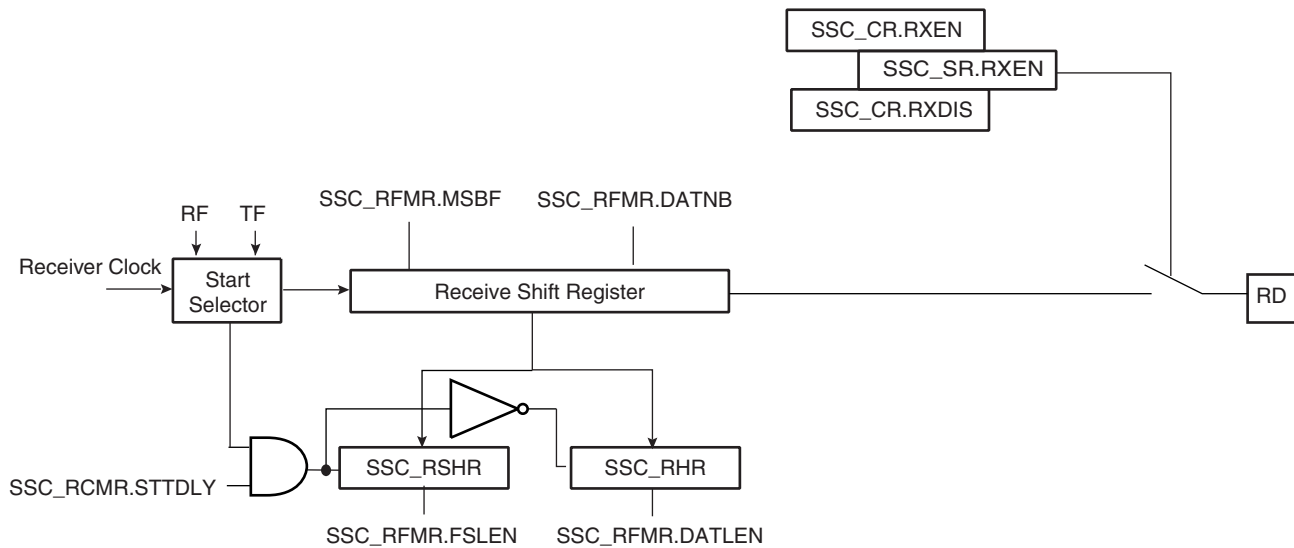 SSC_CR.RXEN
SSC_SR.RXEN
SSC_CR.RXDIS
SSC_RFMR.MSBF
SSC_RFMR.DATNB
RF
TF
Receiver Clock
Start
Selector
Receive Shift Register
RD
SSC_RSHR
SSC_RHR
SSC_RCMR.STTDLY
SSC_RFMR.FSLEN
SSC_RFMR.DATLEN